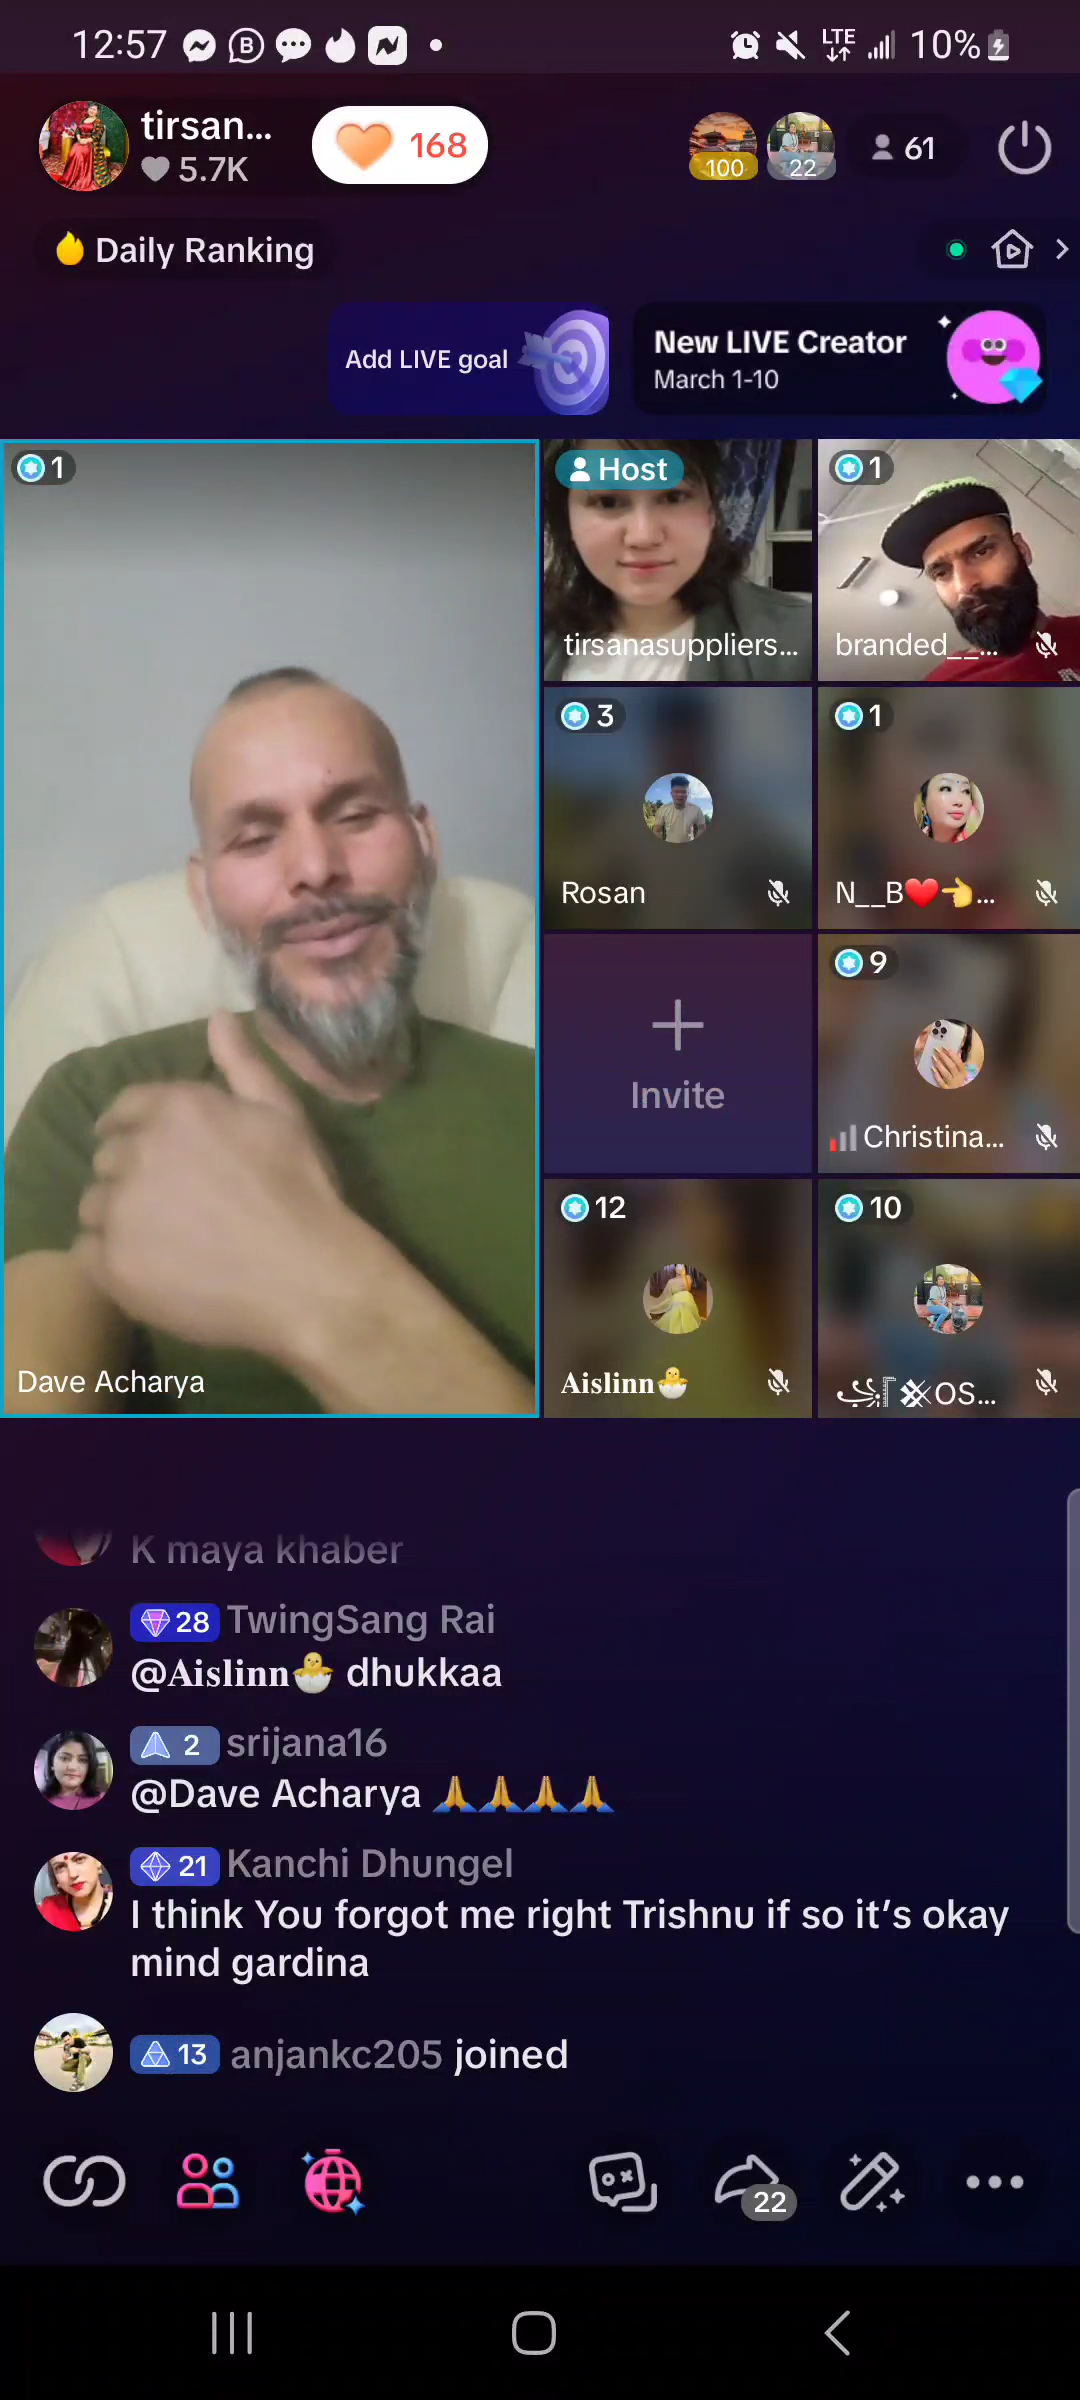 12:57
LTE
10%
tirsan...
5.7K
168
100
22
61
Daily Ranking
Add LIVE goal
New LIVE Creator
March 1-10
1
Host
1
tirsanasuppliers...
branded__...
3
1
Rosan
N__B❤️👈...
9
Invite
Christina...
12
10
Dave Acharya
Aislinn🐣
OS...
K maya khaber
28 TwingSang Rai
@Aislinn🐣 dhukkaa
2 srijana16
@Dave Acharya 🙏🙏🙏🙏
21 Kanchi Dhungel
I think You forgot me right Trishnu if so it’s okay
mind gardina
13 anjankc205 joined
22